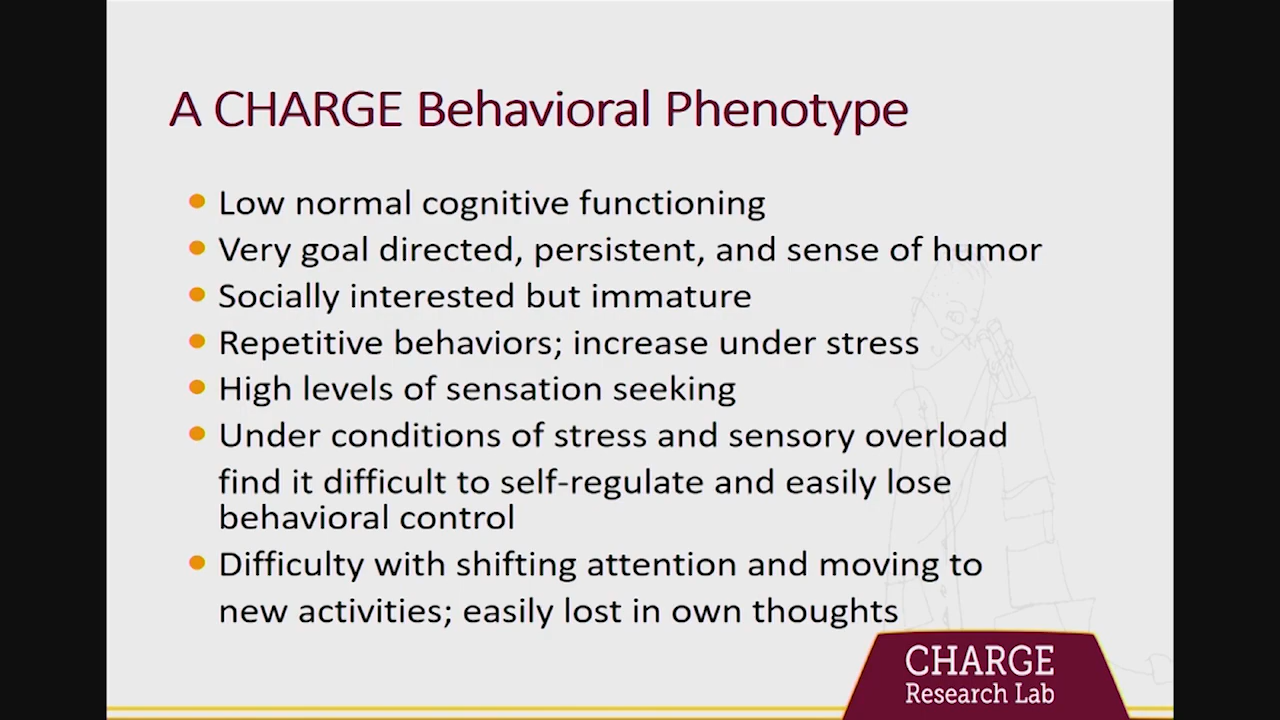 A CHARGE Behavioral Phenotype
• Low normal cognitive functioning
• Very goal directed, persistent, and sense of humor
• Socially interested but immature
• Repetitive behaviors; increase under stress
• High levels of sensation seeking
• Under conditions of stress and sensory overload
find it difficult to self-regulate and easily lose
behavioral control
• Difficulty with shifting attention and moving to
new activities; easily lost in own thoughts
CHARGE
Research Lab